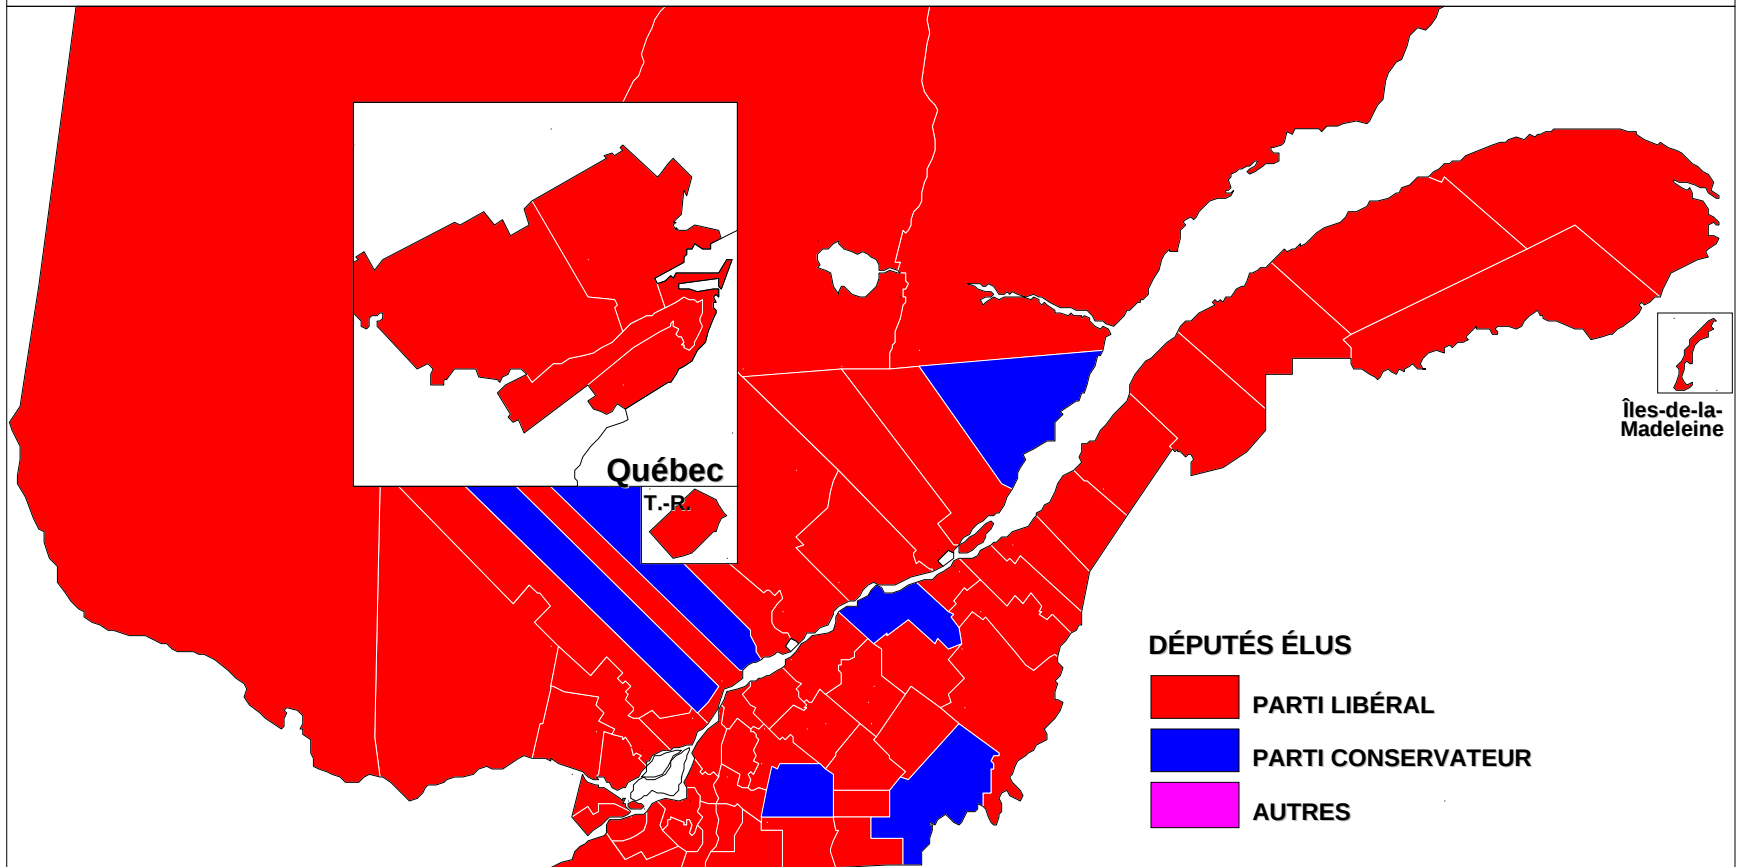 Québec
T.-R.
Îles-de-la-
Madeleine
DÉPUTÉS ÉLUS
PARTI LIBÉRAL
PARTI CONSERVATEUR
AUTRES